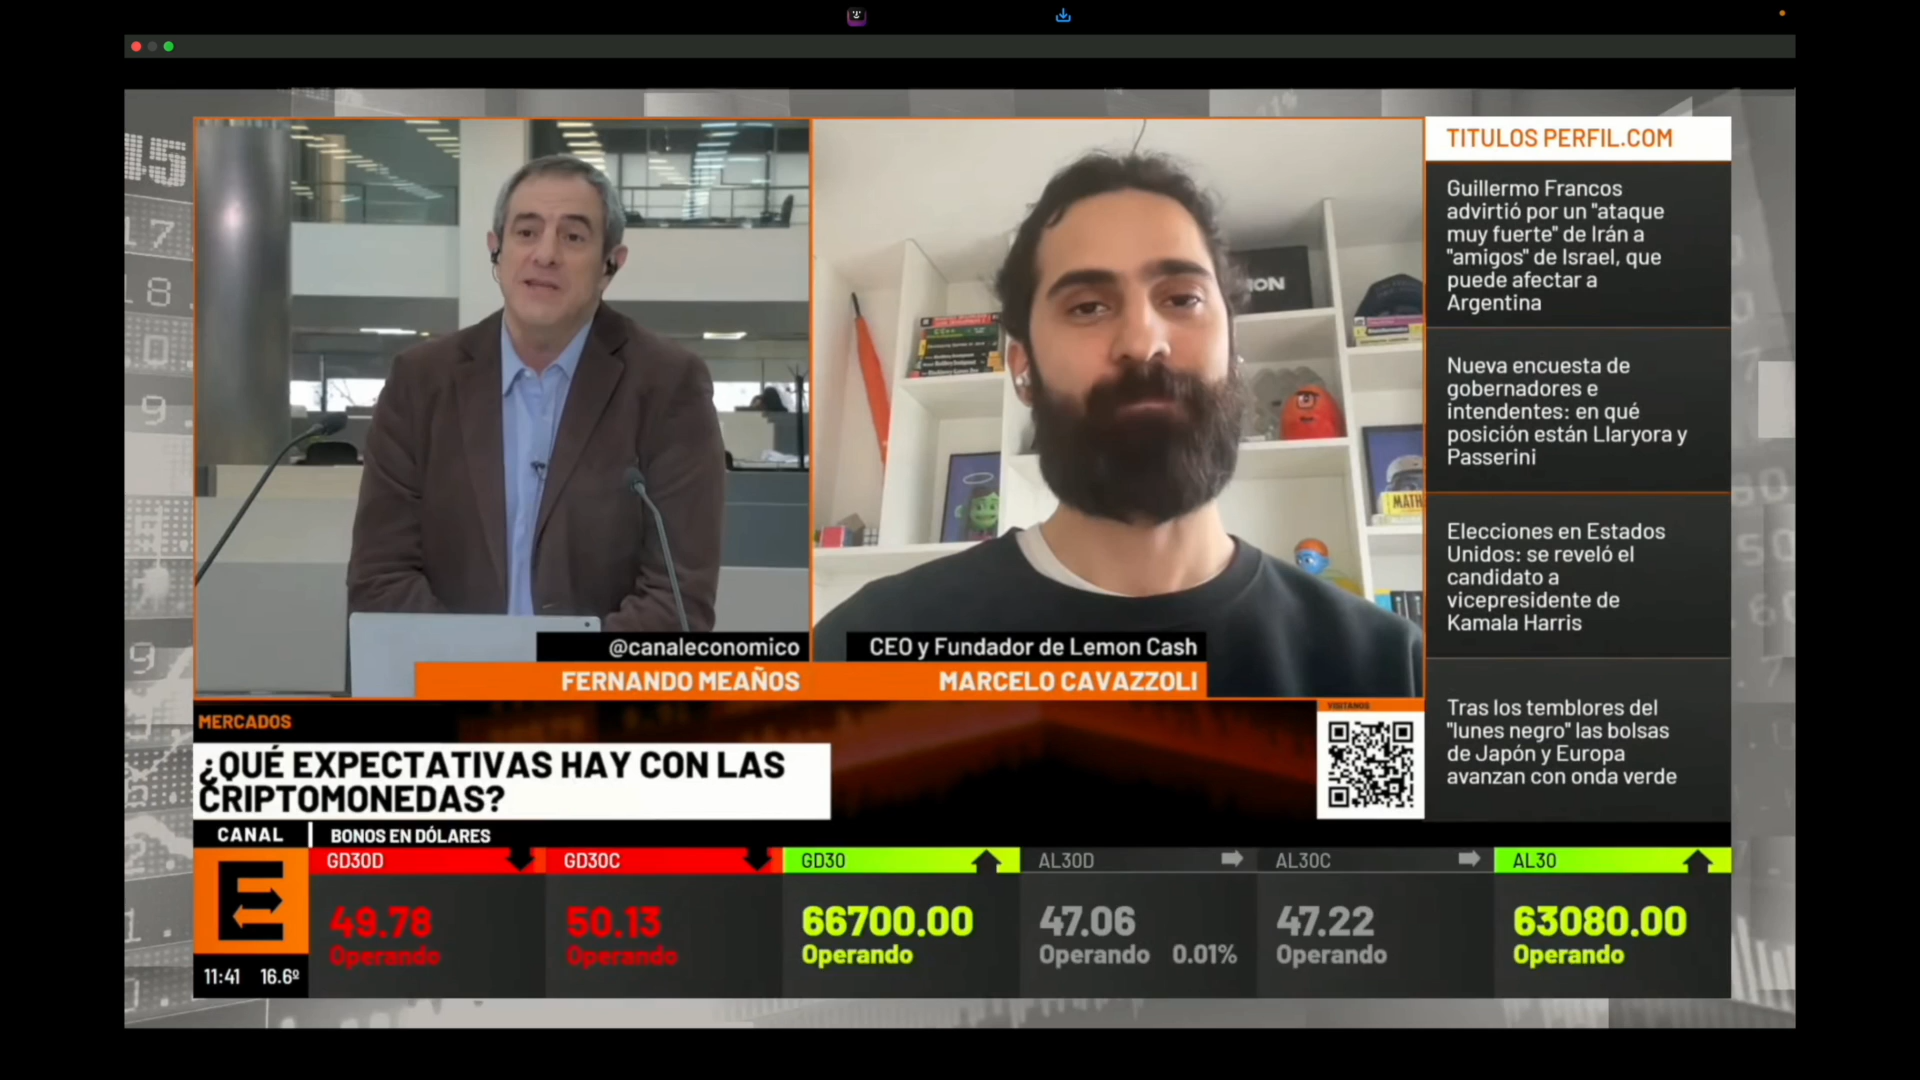 TITULOS PERFIL.COM
Guillermo Francos
advirtió por un "ataque
muy fuerte" de Irán a
"amigos" de Israel, que
puede afectar a
Argentina
Nueva encuesta de
gobernadores e
intendentes: en qué
posición están Llaryora y
Passerini
Elecciones en Estados
Unidos: se reveló el
candidato a
vicepresidente de
Kamala Harris
Tras los temblores del
"lunes negro" las bolsas
de Japón y Europa
avanzan con onda verde
MATH
@canaleconomico
FERNANDO MEAÑOS
CEO y Fundador de Lemon Cash
MARCELO CAVAZZOLI
MERCADOS
VISITANOS
¿QUÉ EXPECTATIVAS HAY CON LAS
CRIPTOMONEDAS?
CANAL
BONOS EN DÓLARES
GD30D
49.78
Operando
GD30C
50.13
Operando
GD30
66700.00
Operando
AL30D
47.06
Operando 0.01%
AL30C
47.22
Operando
AL30
63080.00
Operando
E
11:41 16.6º